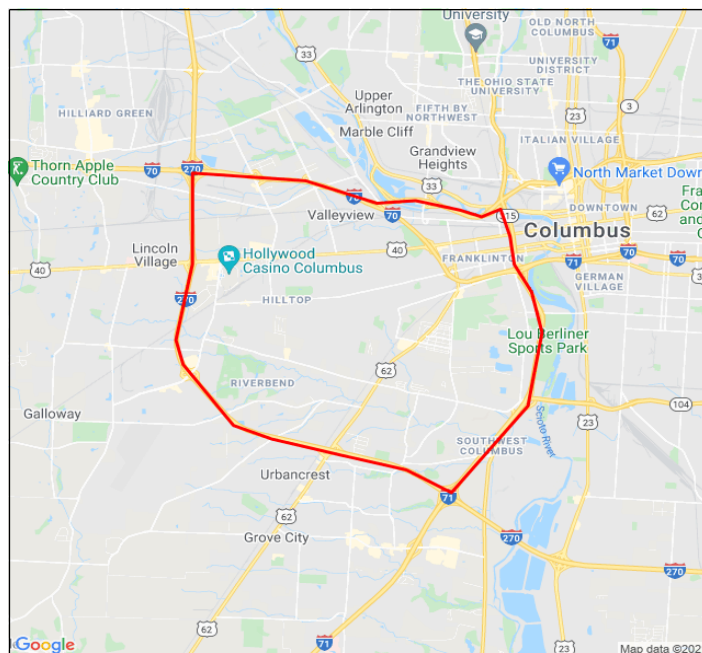 University
OLD NORTH
COLUMBUS
33
71
UNIVERSITY
DISTRICT
Upper
Arlington
THE OHIO STATE
UNIVERSITY
FIFTH BY
NORTHWEST
HILLIARD GREEN
23
3
Marble Cliff
ITALIAN VILLAGE
Grandview
Heights
Thorn Apple
Country Club
70
270
33
North Market Down
70
Valleyview
70
315
DOWNTOWN
62
Columbus
Lincoln
Village
40
Hollywood
Casino Columbus
FRANKLINTON
40
71
70
70
GERMAN
VILLAGE
270
HILLTOP
Lou Berliner
Sports Park
62
RIVERBEND
Galloway
104
23
Scioto River
SOUTHWEST
COLUMBUS
Urbancrest
71
62
Grove City
270
270
62
71
23
Google
Map data ©202